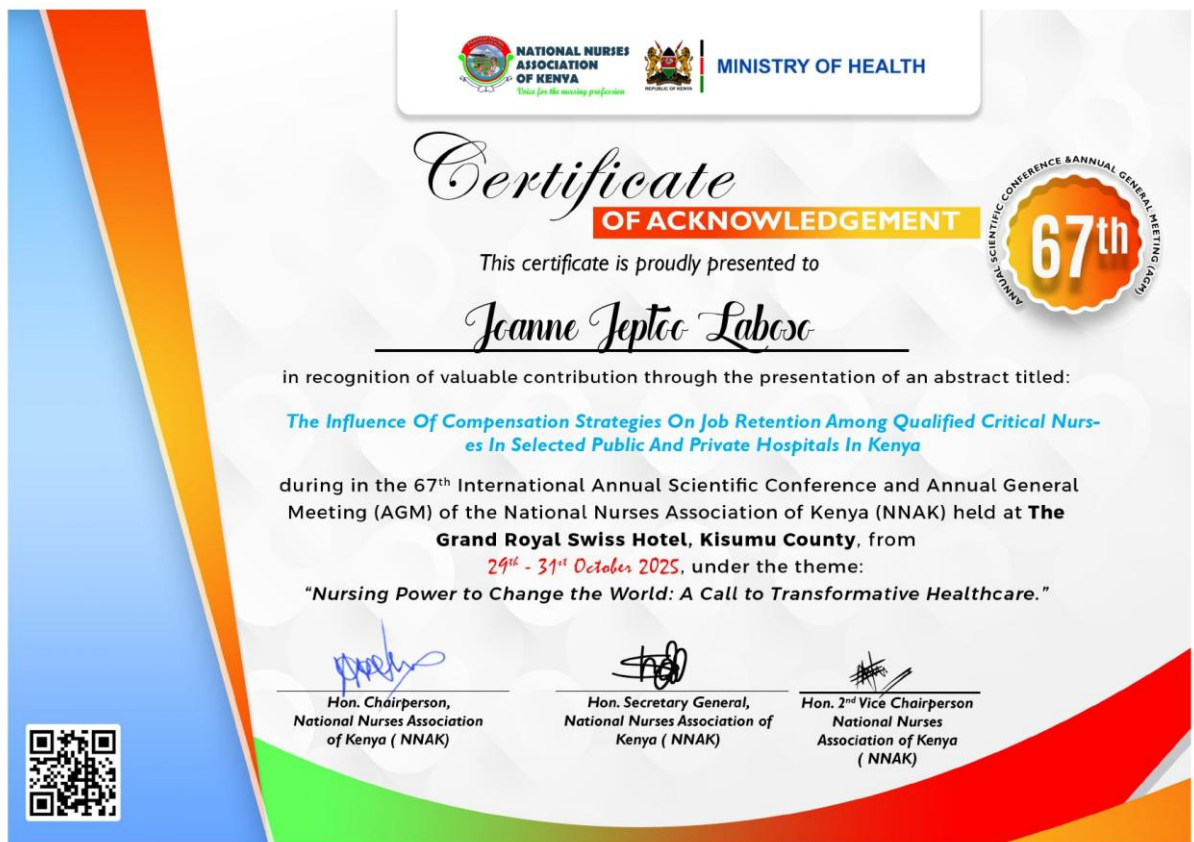 NATIONAL NURSES
ASSOCIATION
OF KENYA
Voice for the nursing profession
REPUBLIC OF KENYA
MINISTRY OF HEALTH
Certificate
OF ACKNOWLEDGEMENT
ANNUAL SCIENTIFIC CONFERENCE &ANNUAL GENERAL MEETING (AGM)
67th
This certificate is proudly presented to
Joanne Jeptoo Laboso
in recognition of valuable contribution through the presentation of an abstract titled:
The Influence Of Compensation Strategies On Job Retention Among Qualified Critical Nurs-
es In Selected Public And Private Hospitals In Kenya
during in the 67th International Annual Scientific Conference and Annual General
Meeting (AGM) of the National Nurses Association of Kenya (NNAK) held at The
Grand Royal Swiss Hotel, Kisumu County, from
29th - 31st October 2025, under the theme:
“Nursing Power to Change the World: A Call to Transformative Healthcare.”
Hon. Chairperson,
National Nurses Association
of Kenya ( NNAK)
Hon. Secretary General,
National Nurses Association of
Kenya ( NNAK)
Hon. 2nd Vice Chairperson
National Nurses
Association of Kenya
( NNAK)